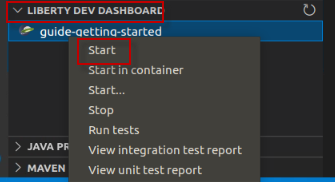 LIBERTY DEV DASHBOARD
guide-getting-started
Start
Start in container
Start...
Stop
Run tests
View integration test report
View unit test report
JAVA PR
MAVEN